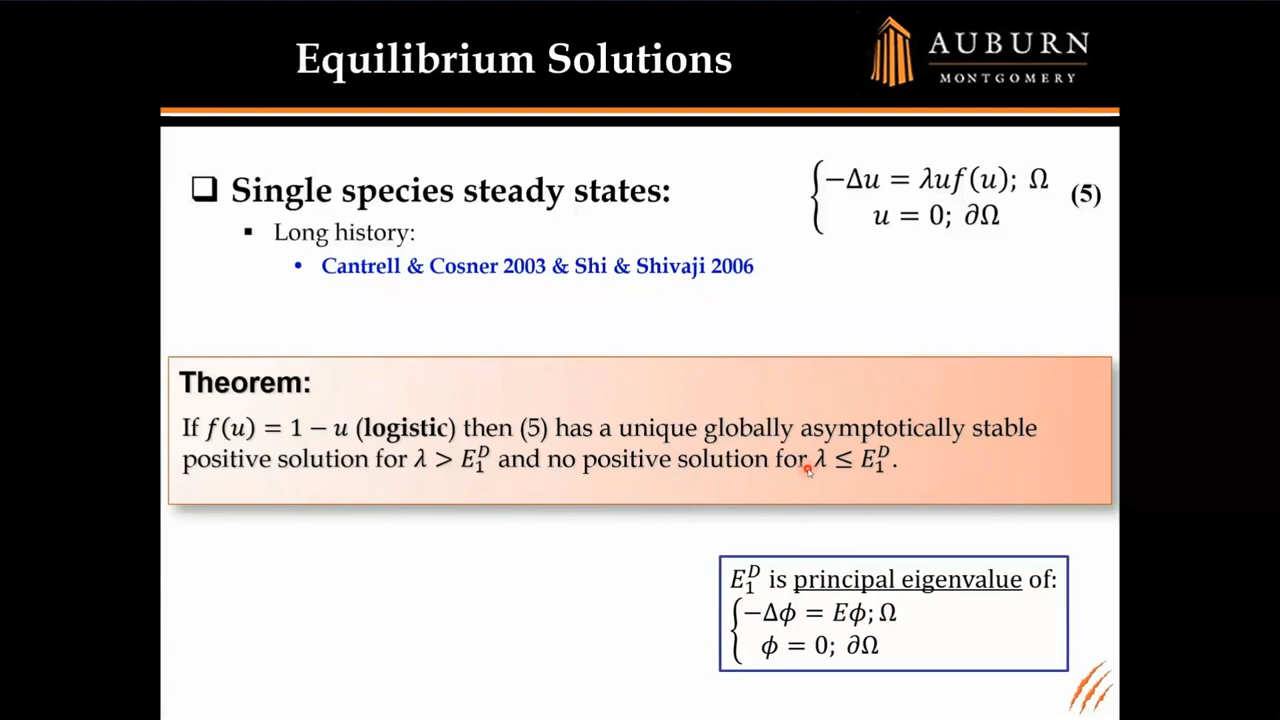 Equilibrium Solutions
AUBURN
MONTGOMERY
❑ Single species steady states:
▪ Long history:
• Cantrell & Cosner 2003 & Shi & Shivaji 2006
{−Δu = λuf(u); Ω
u = 0; ∂Ω
(5)
Theorem:
If f(u) = 1 − u (logistic) then (5) has a unique globally asymptotically stable
positive solution for λ > E₁ᴰ and no positive solution for λ ≤ E₁ᴰ.
E₁ᴰ is principal eigenvalue of:
{−Δϕ = Eϕ; Ω
ϕ = 0; ∂Ω